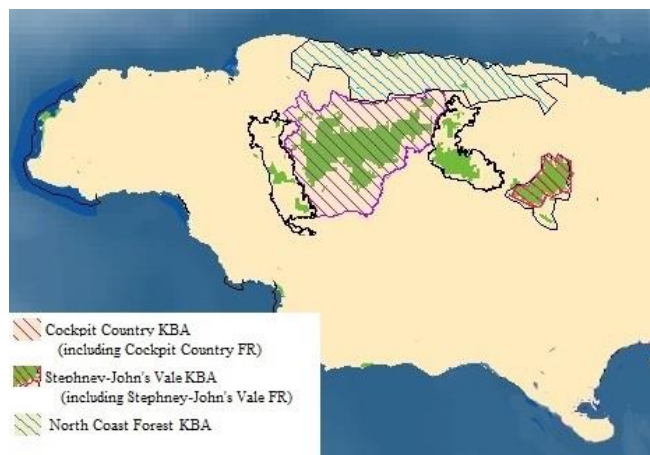 Cockpit Country KBA
(including Cockpit Country FR)
Stephney-John's Vale KBA
(including Stephney-John's Vale FR)
North Coast Forest KBA